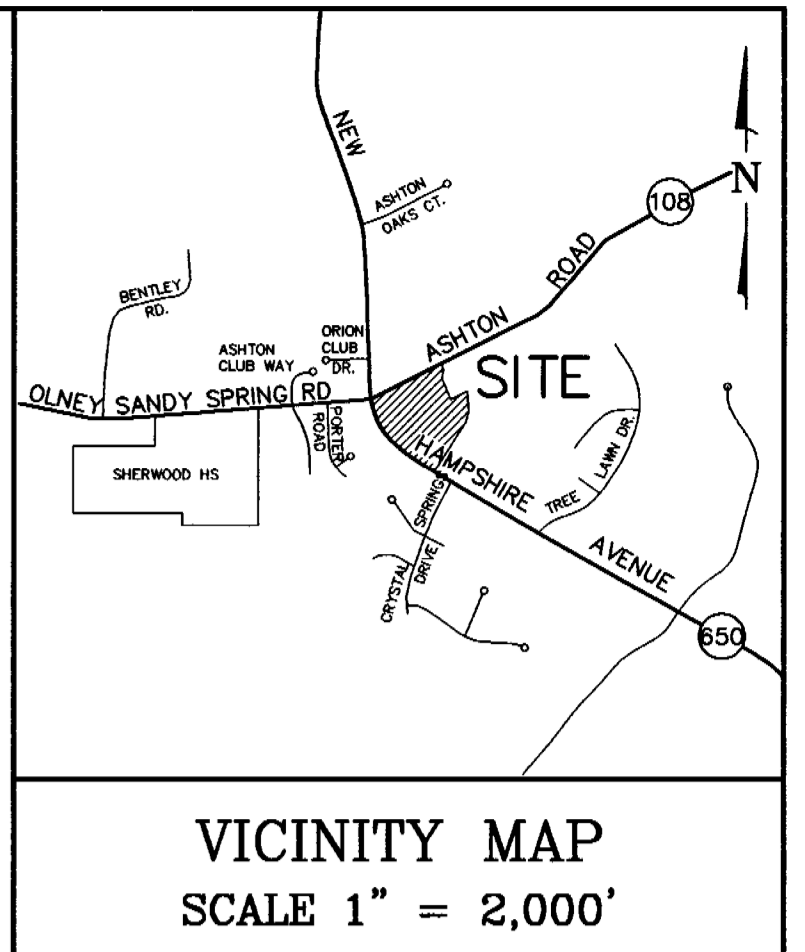 NEW
ASHTON
OAKS CT.
108
N
BENTLEY
RD.
ROAD
ORION
CLUB
DR.
ASHTON
CLUB WAY
ASHTON
SITE
OLNEY SANDY SPRING RD
PORTER
ROAD
SHERWOOD HS
HAMPSHIRE
AVENUE
TREE LAWN DR.
CRYSTAL SPRING
DRIVE
650
VICINITY MAP
SCALE 1" = 2,000'